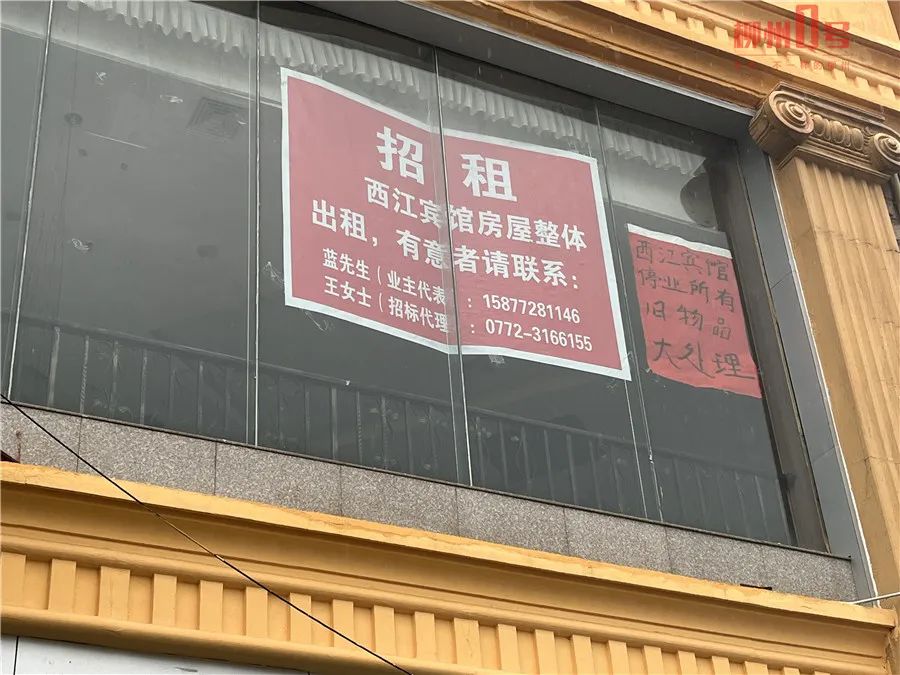 柳州1号
招租
西江宾馆房屋整体
出租，有意者请联系：
蓝先生（业主代表）：15877281146
王女士（招标代理）：0772-3166155
西江宾馆
停业所有
旧物品
大处理